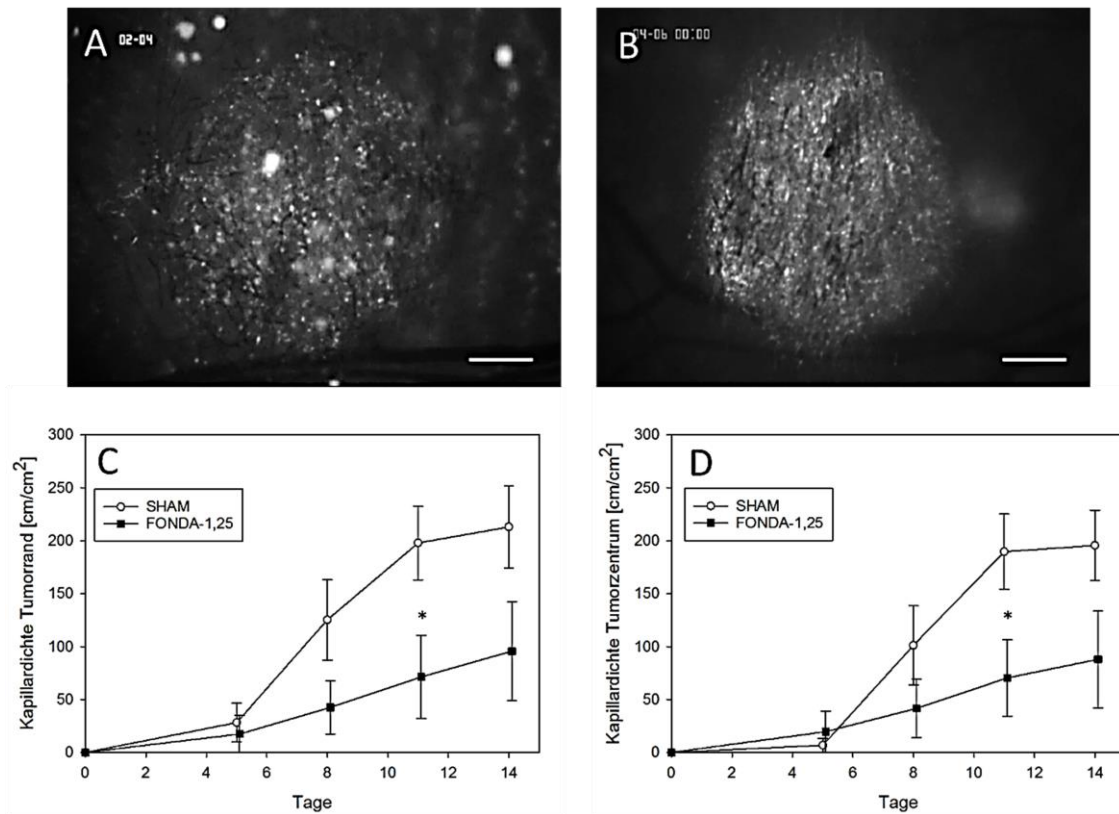 A
02-04
B
04-06 00:00
C
300
250
200
150
100
50
0
Kapillardichte Tumorrand [cm/cm²]
SHAM
FONDA-1,25
*
0 2 4 6 8 10 12 14
Tage
D
300
250
200
150
100
50
0
Kapillardichte Tumorzentrum [cm/cm²]
SHAM
FONDA-1,25
*
0 2 4 6 8 10 12 14
Tage